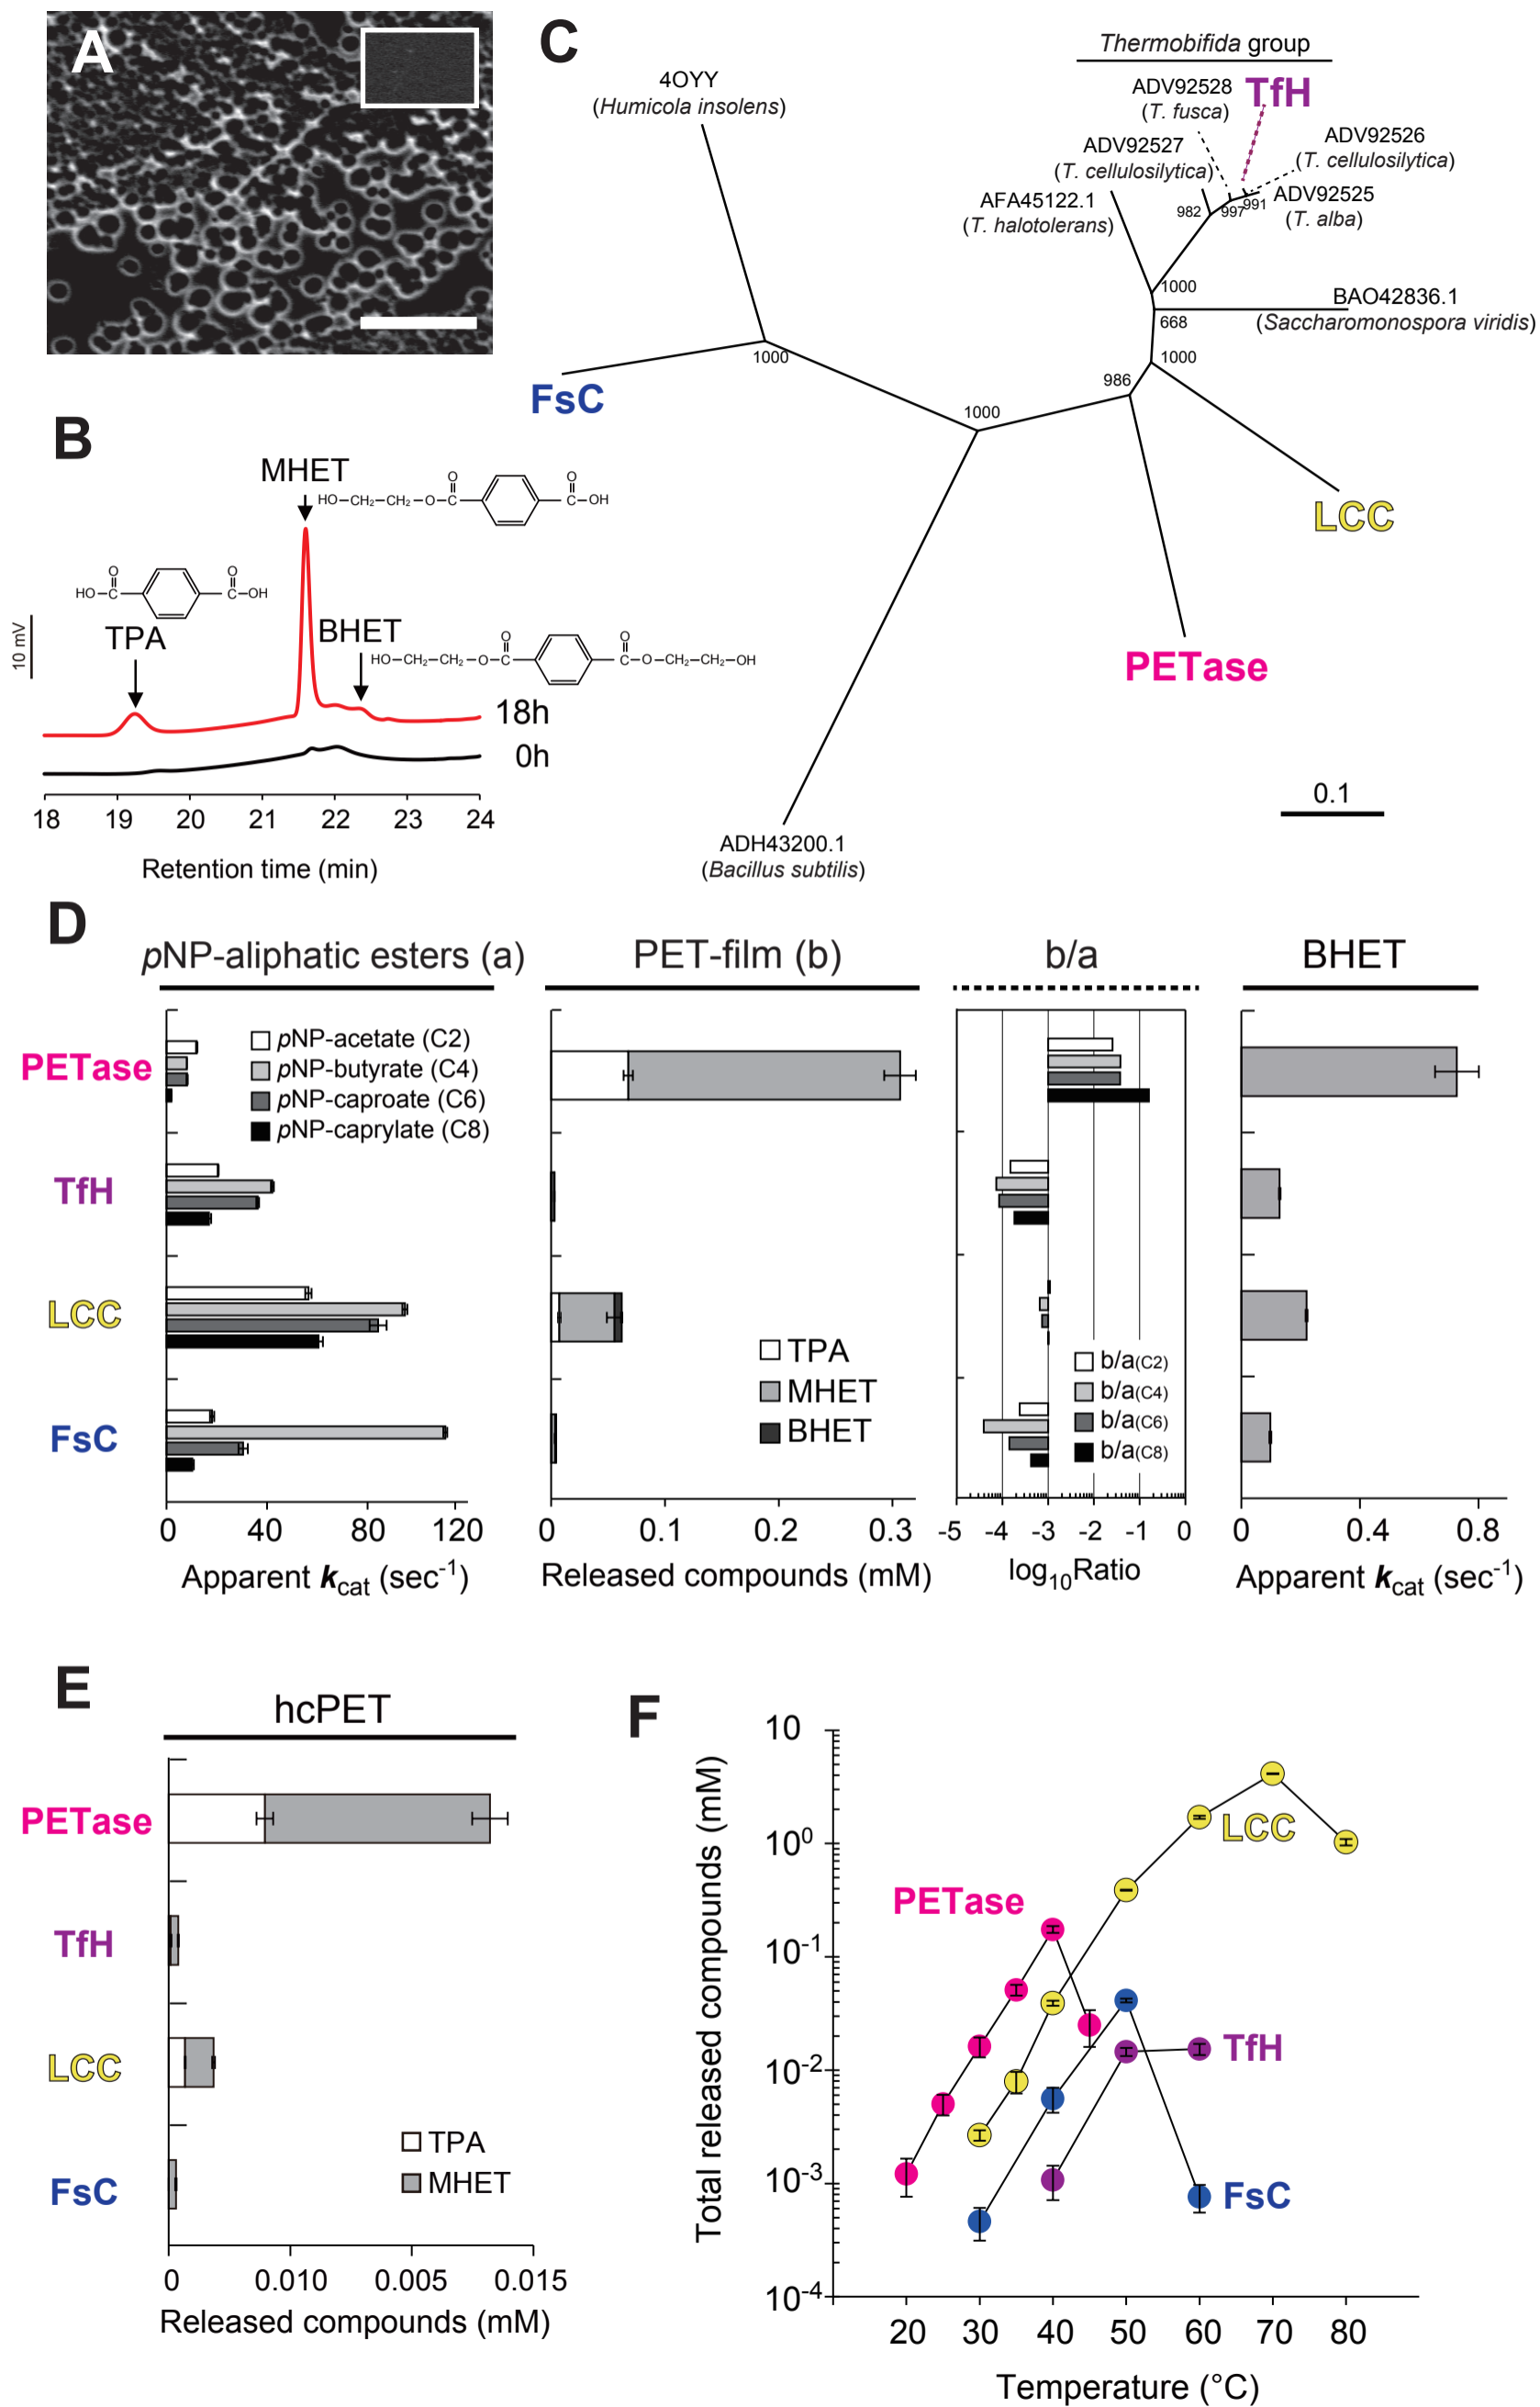 A
C
Thermobifida group
4OYY
(Humicola insolens)
ADV92528
(T. fusca)
TfH
ADV92527
(T. cellulosilytica)
ADV92526
(T. cellulosilytica)
AFA45122.1
(T. halotolerans)
ADV92525
(T. alba)
982
997
991
1000
BAO42836.1
(Saccharomonospora viridis)
668
1000
986
1000
1000
FsC
LCC
PETase
0.1
ADH43200.1
(Bacillus subtilis)
B
MHET
HO-CH2-CH2-O-C O C O OH
HO-C O C O OH
TPA
BHET
HO-CH2-CH2-O-C O C O O-CH2-CH2-OH
10 mV
18h
0h
18 19 20 21 22 23 24
Retention time (min)
D
pNP-aliphatic esters (a)
PET-film (b)
b/a
BHET
pNP-acetate (C2)
pNP-butyrate (C4)
pNP-caproate (C6)
pNP-caprylate (C8)
PETase
TfH
LCC
FsC
TPA
MHET
BHET
b/a(C2)
b/a(C4)
b/a(C6)
b/a(C8)
0 40 80 120
Apparent kcat (sec-1)
0 0.1 0.2 0.3
Released compounds (mM)
-5 -4 -3 -2 -1 0
log10Ratio
0 0.4 0.8
Apparent kcat (sec-1)
E
hcPET
PETase
TfH
LCC
FsC
TPA
MHET
0 0.010 0.005 0.015
Released compounds (mM)
F
Total released compounds (mM)
10
10^0
10^-1
10^-2
10^-3
10^-4
PETase
LCC
TfH
FsC
20 30 40 50 60 70 80
Temperature (°C)